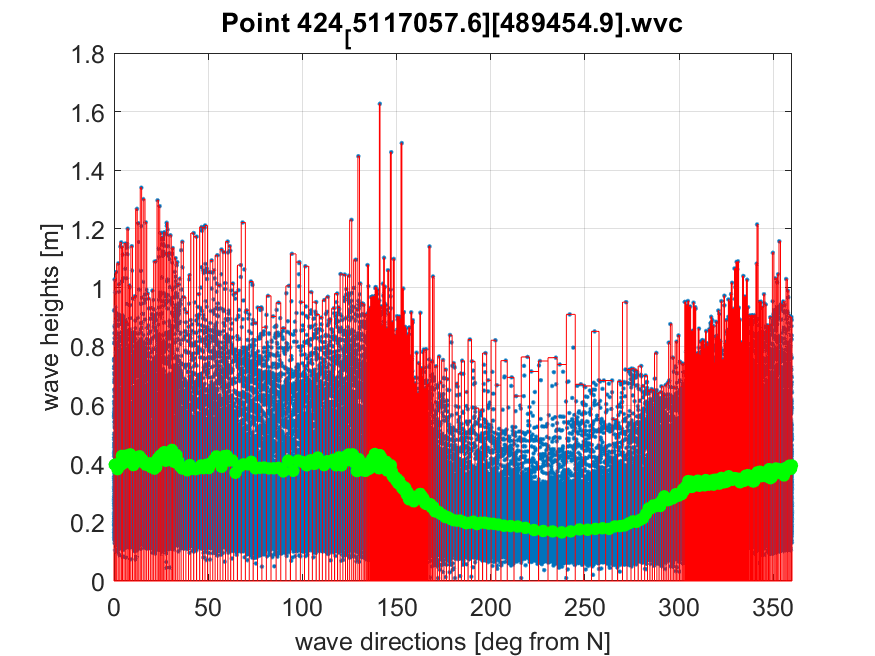 Point 424[5117057.6][489454.9].wvc
1.8
1.6
1.4
1.2
1
0.8
0.6
0.4
0.2
0
wave heights [m]
0 50 100 150 200 250 300 350
wave directions [deg from N]